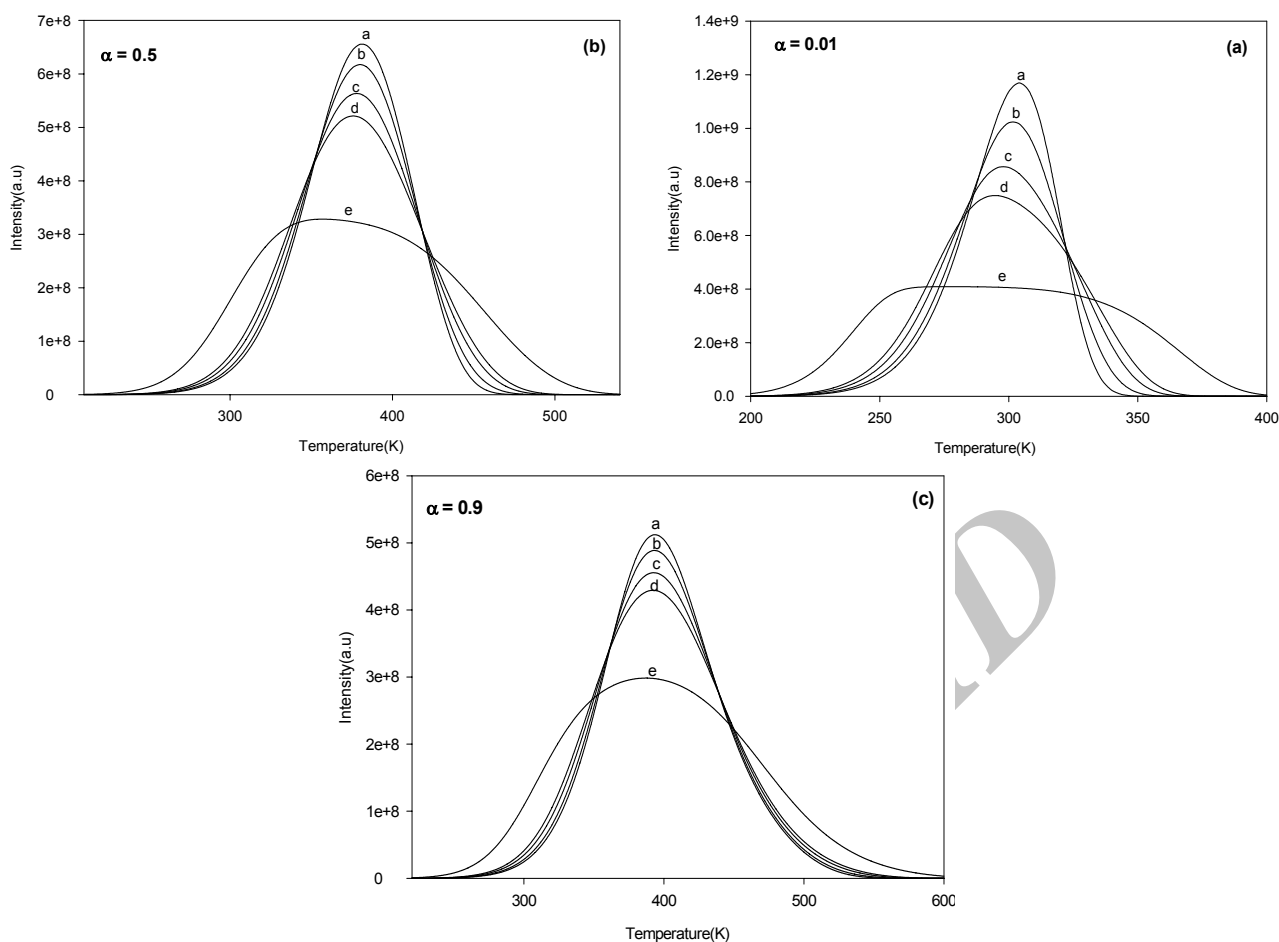 α = 0.5
(b)
a
b
c
d
e
7e+8
6e+8
5e+8
4e+8
3e+8
2e+8
1e+8
0
Intensity(a.u)
300
400
500
Temperature(K)
α = 0.01
(a)
a
b
c
d
e
1.4e+9
1.2e+9
1.0e+9
8.0e+8
6.0e+8
4.0e+8
2.0e+8
0.0
Intensity(a.u)
200
250
300
350
400
Temperature(K)
α = 0.9
(c)
a
b
c
d
e
6e+8
5e+8
4e+8
3e+8
2e+8
1e+8
0
Intensity(a.u)
300
400
500
600
Temperature(K)
D